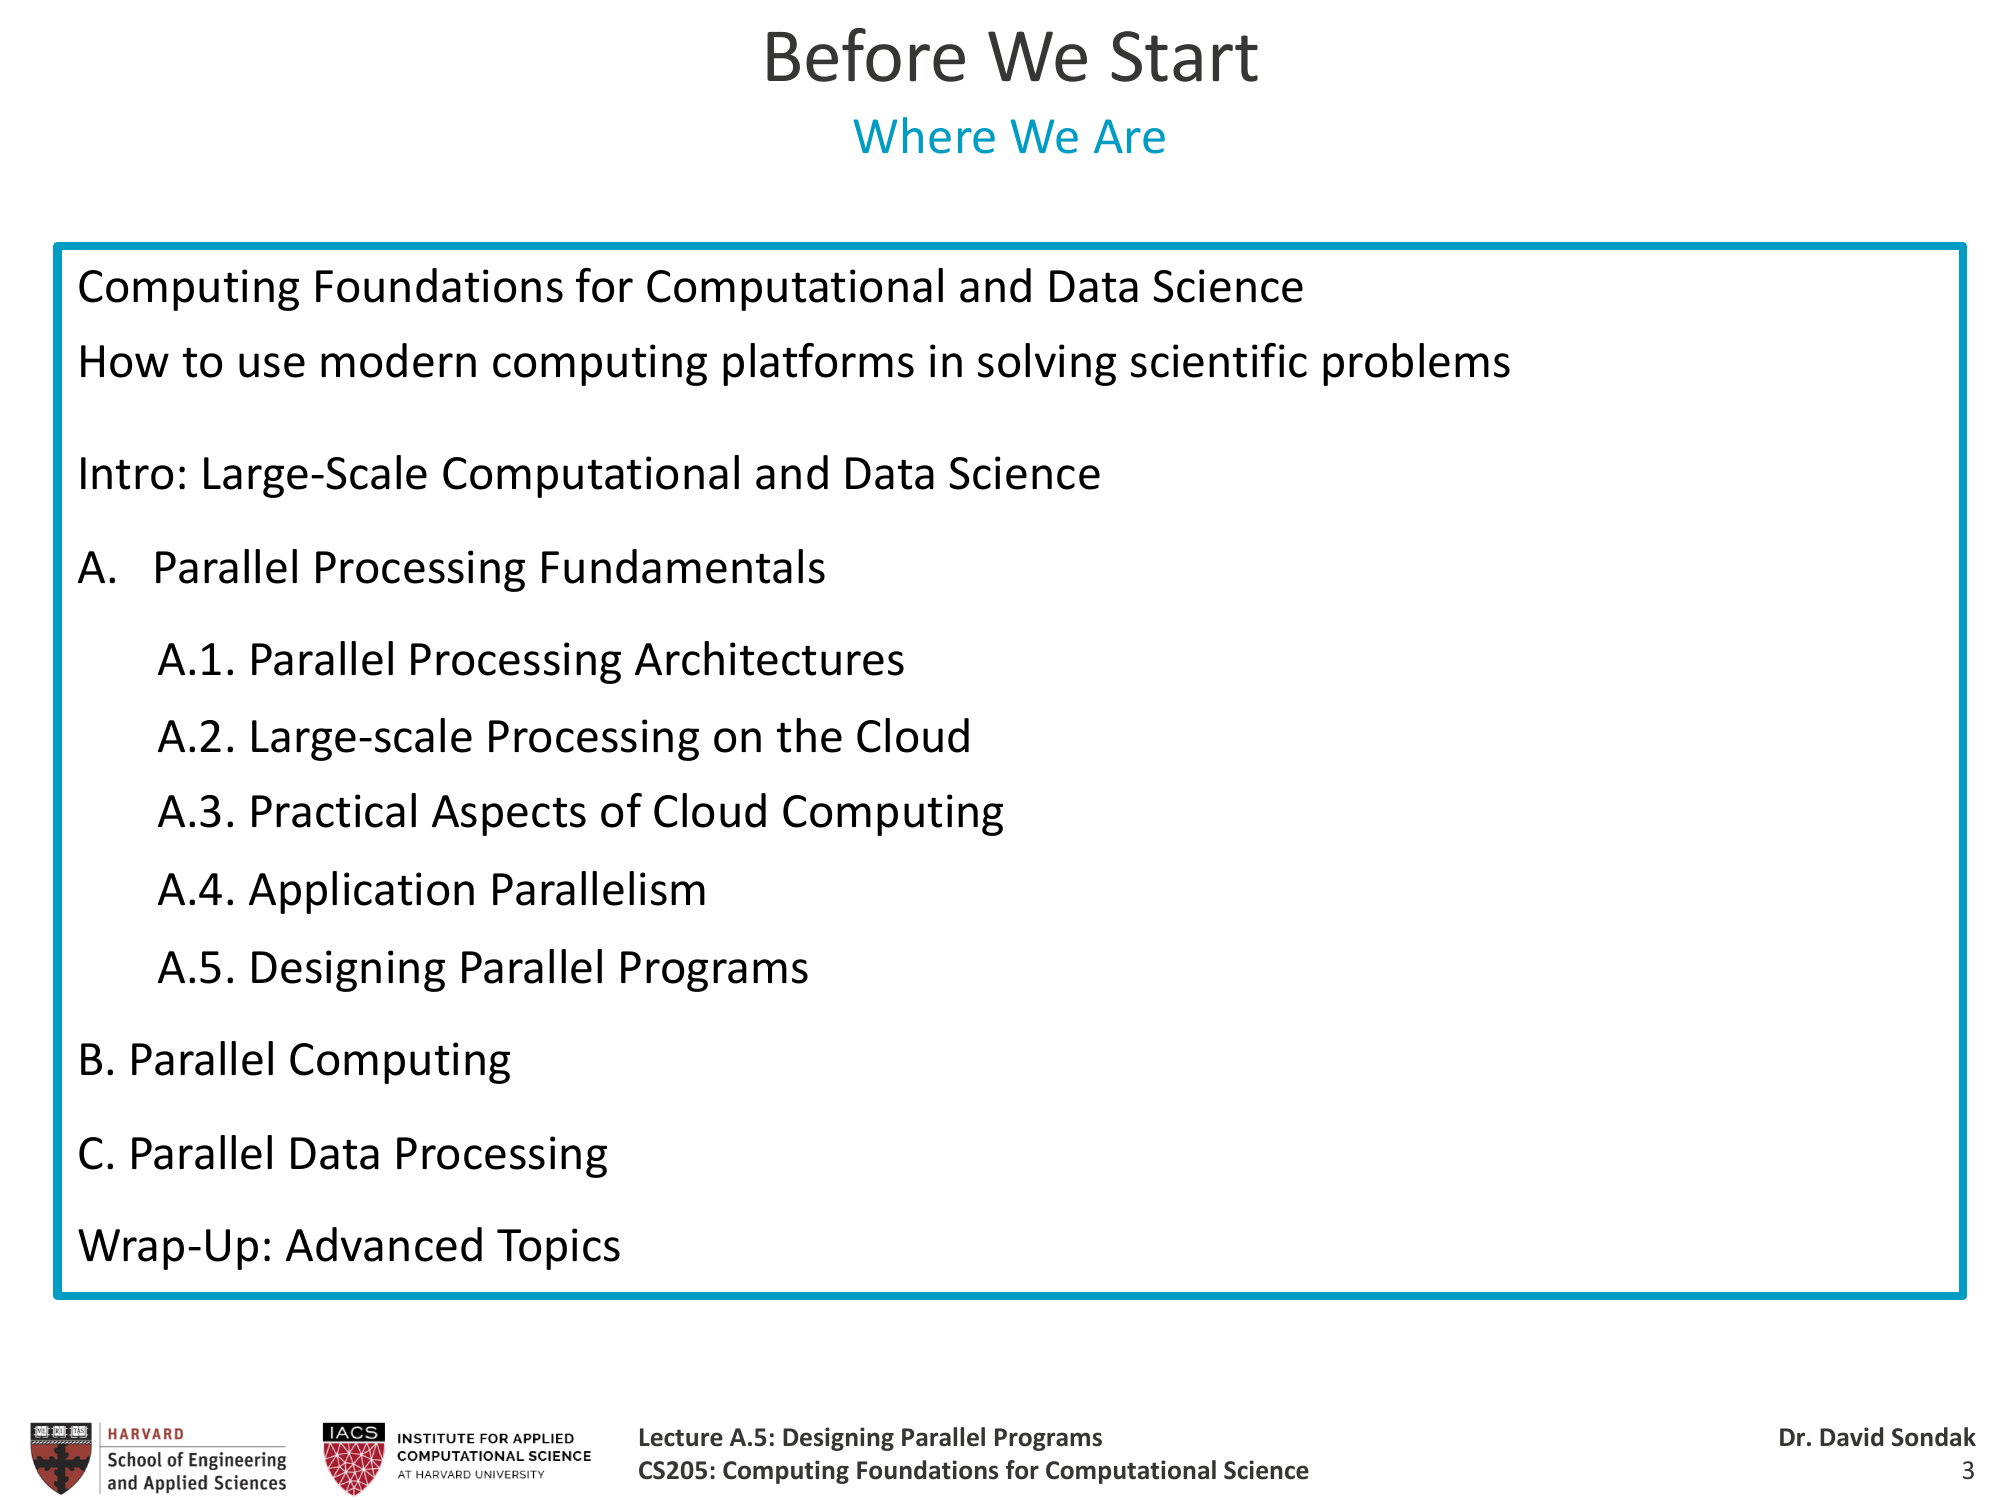 Before We Start
Where We Are
Computing Foundations for Computational and Data Science
How to use modern computing platforms in solving scientific problems
Intro: Large-Scale Computational and Data Science
A. Parallel Processing Fundamentals
A.1. Parallel Processing Architectures
A.2. Large-scale Processing on the Cloud
A.3. Practical Aspects of Cloud Computing
A.4. Application Parallelism
A.5. Designing Parallel Programs
B. Parallel Computing
C. Parallel Data Processing
Wrap-Up: Advanced Topics
HARVARD
School of Engineering
and Applied Sciences
IACS
INSTITUTE FOR APPLIED
COMPUTATIONAL SCIENCE
AT HARVARD UNIVERSITY
Lecture A.5: Designing Parallel Programs
CS205: Computing Foundations for Computational Science
Dr. David Sondak
3